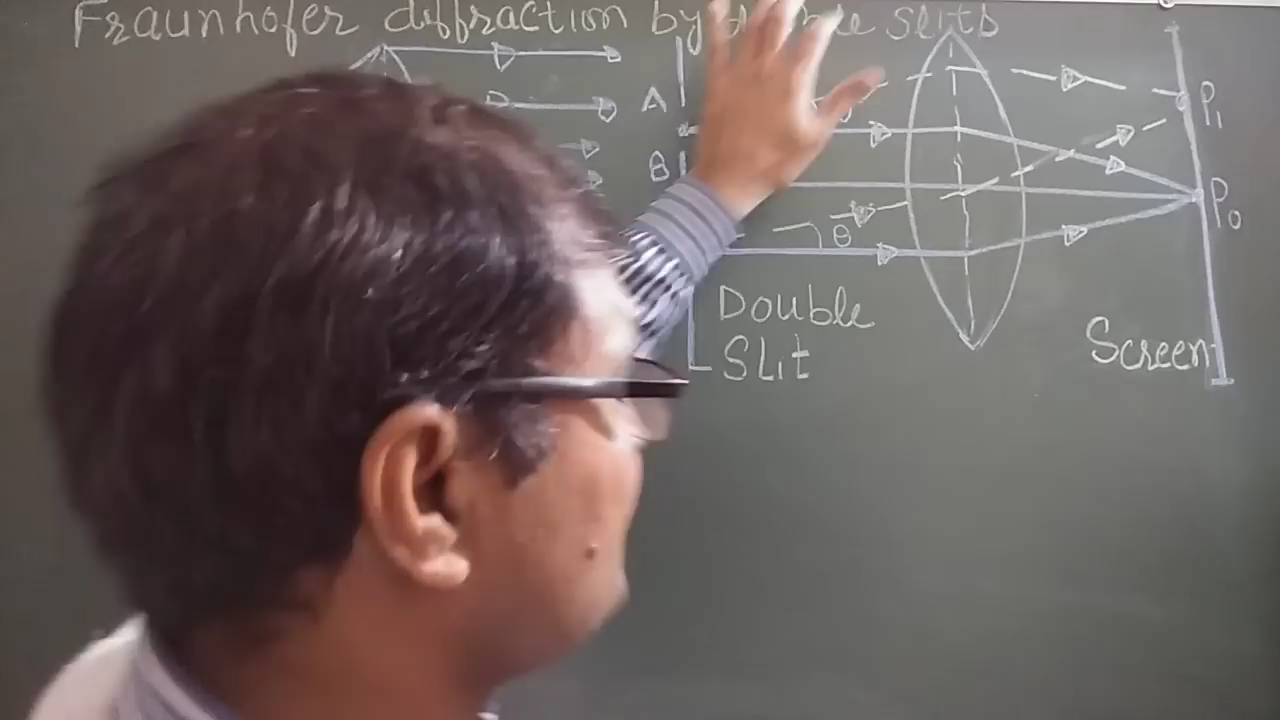 Fraunhofer diffraction by slits
A
P₁
B
P₀
θ
Double
Slit
Screen